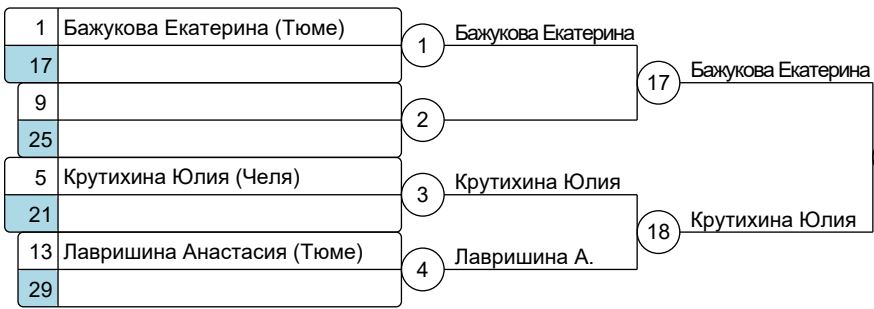 1 Бажукова Екатерина (Тюме)
17
9
25
5 Крутихина Юлия (Челя)
21
13 Лавришина Анастасия (Тюме)
29
1 Бажукова Екатерина
2
3 Крутихина Юлия
4 Лавришина А.
17 Бажукова Екатерина
18 Крутихина Юлия